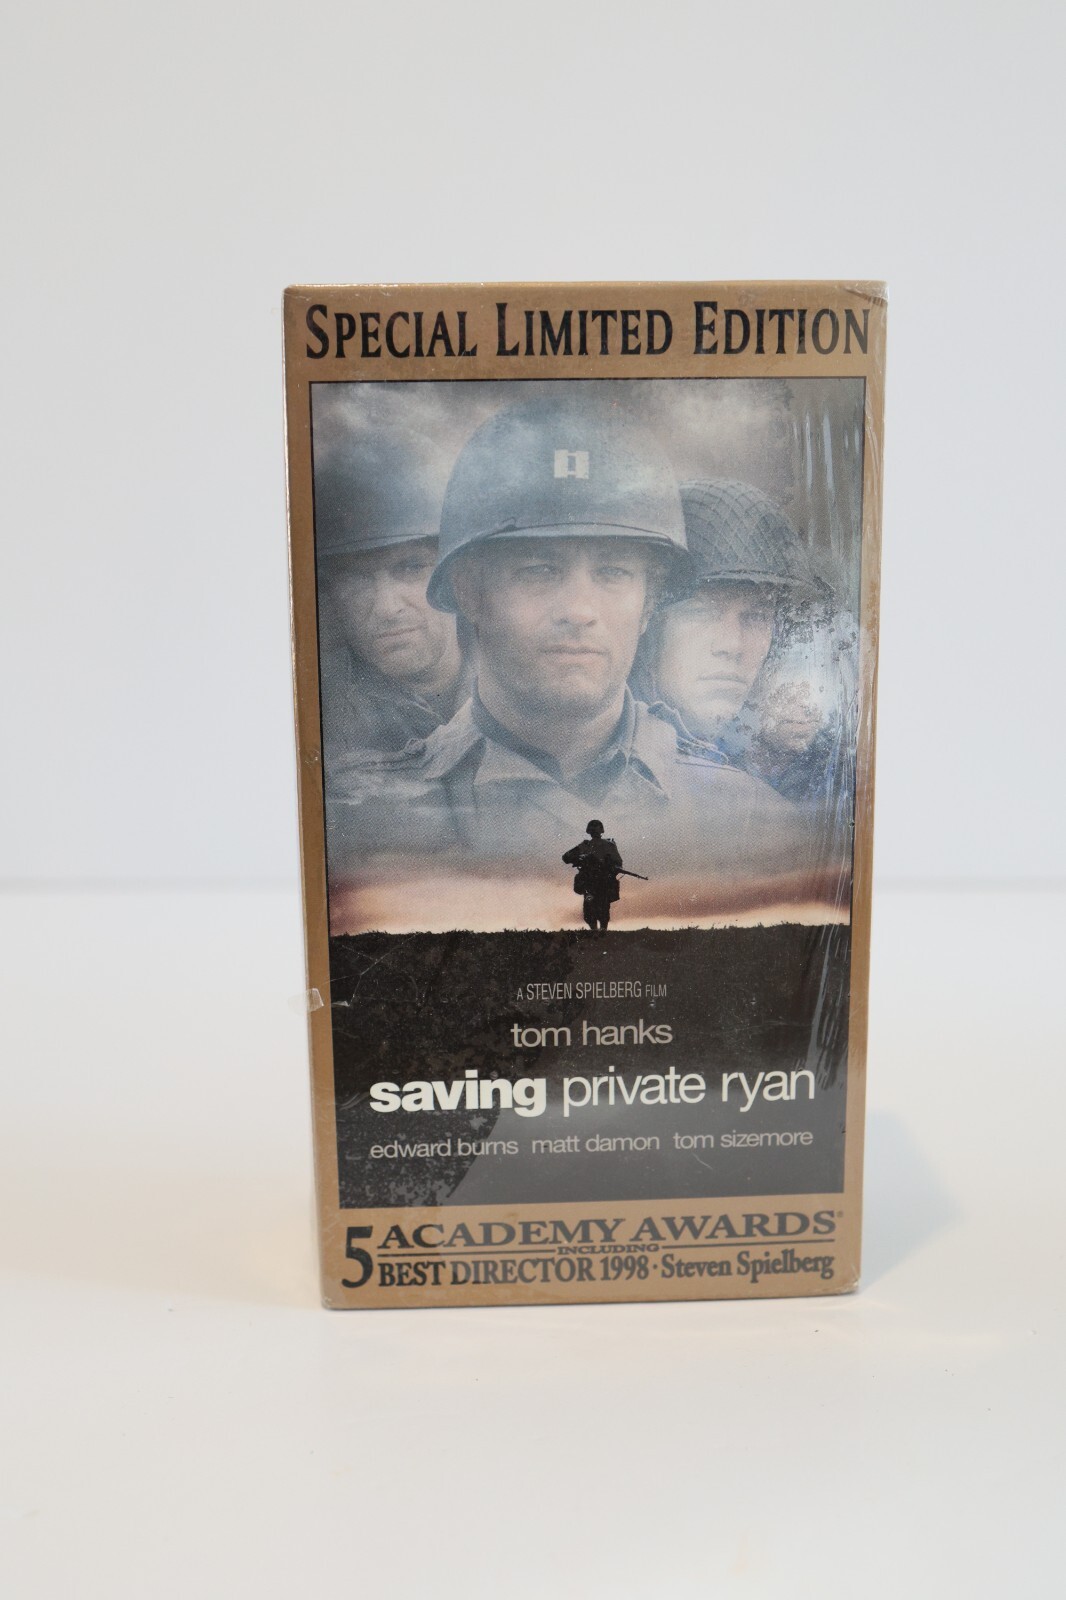 SPECIAL LIMITED EDITION
A STEVEN SPIELBERG FILM
tom hanks
saving private ryan
edward burns matt damon tom sizemore
5 ACADEMY AWARDS®
INCLUDING
BEST DIRECTOR 1998 · Steven Spielberg